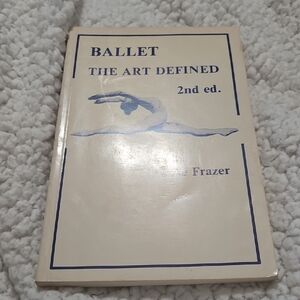 BALLET
THE ART DEFINED
2nd ed.
Frazer